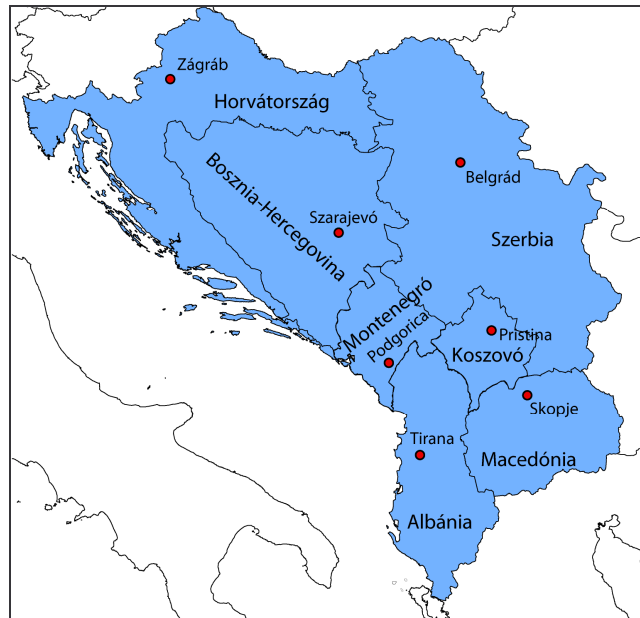 Zágráb
Horvátország
Bosznia-Hercegovina
Belgrád
Szarajevó
Szerbia
Montenegró
Podgorica
Pristina
Koszovó
Skopje
Tirana
Macedónia
Albánia